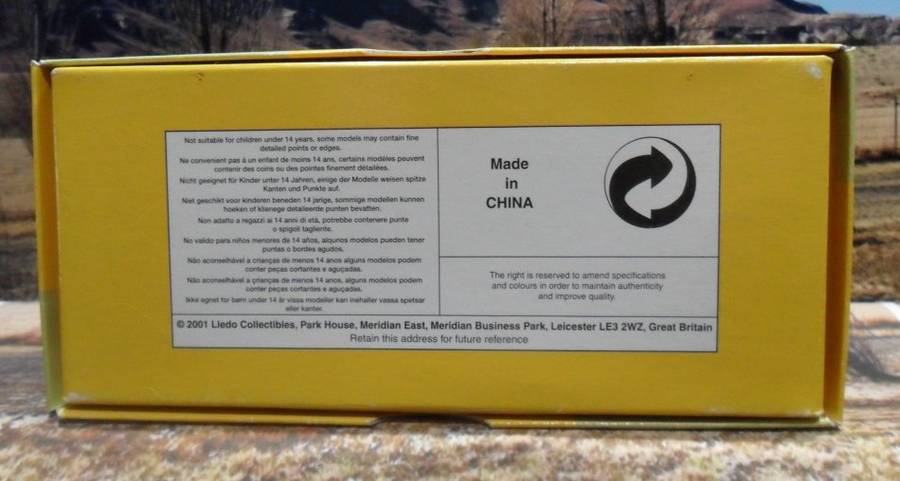 Not suitable for children under 14 years, some models may contain fine
detailed points or edges.
Ne convenient pas à un enfant de moins 14 ans, certains modèles peuvent
contenir des coins ou des pointes finement détailées.
Nicht geeignet für Kinder unter 14 Jahren, einige der Modelle weisen spitze
Kanten und Punkte auf.
Niet geschikt voor kinderen beneden 14 jarige, sommige modellen kunnen
hoeken of klienege detaileerde punten bevatten.
Non adatto a regazzi ai 14 anni di età, potrebbe contenere punte
o spigoli tagliente.
No valido para niños menores de 14 años, alqunos modelos pueden tener
puntas o bordes agudos.
Não aconselhável a crianças de menos 14 anos alguns modelos podem
conter peças cortantes e aguçadas.
Não aconselhável a crianças de menos 14 anos, alguns modelos podem
conter peças cortantes e aguçadas.
Ikke egnet for børn under 14 år vissa modeller kan inehaller vassa spetsar
eller kanter.
Made
in
CHINA
The right is reserved to amend specifications
and colours in order to maintain authenticity
and improve quality.
© 2001 Lledo Collectibles, Park House, Meridian East, Meridian Business Park, Leicester LE3 2WZ, Great Britain
Retain this address for future reference